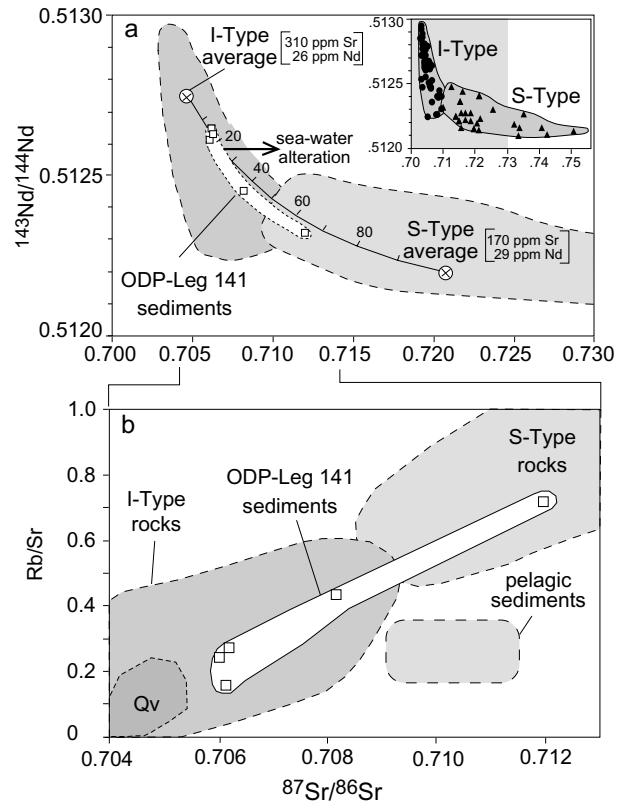 a
143Nd/144Nd
0.5130
0.5125
0.5120
0.700 0.705 0.710 0.715 0.720 0.725 0.730
I-Type
average
310 ppm Sr
26 ppm Nd
20
40
60
80
sea-water
alteration
S-Type
average
170 ppm Sr
29 ppm Nd
ODP-Leg 141
sediments
.5130
.5125
.5120
.70 .71 .72 .73 .74 .75
I-Type
S-Type
b
Rb/Sr
1.0
0.8
0.6
0.4
0.2
0
0.704 0.706 0.708 0.710 0.712
87Sr/86Sr
I-Type
rocks
ODP-Leg 141
sediments
S-Type
rocks
pelagic
sediments
Qv